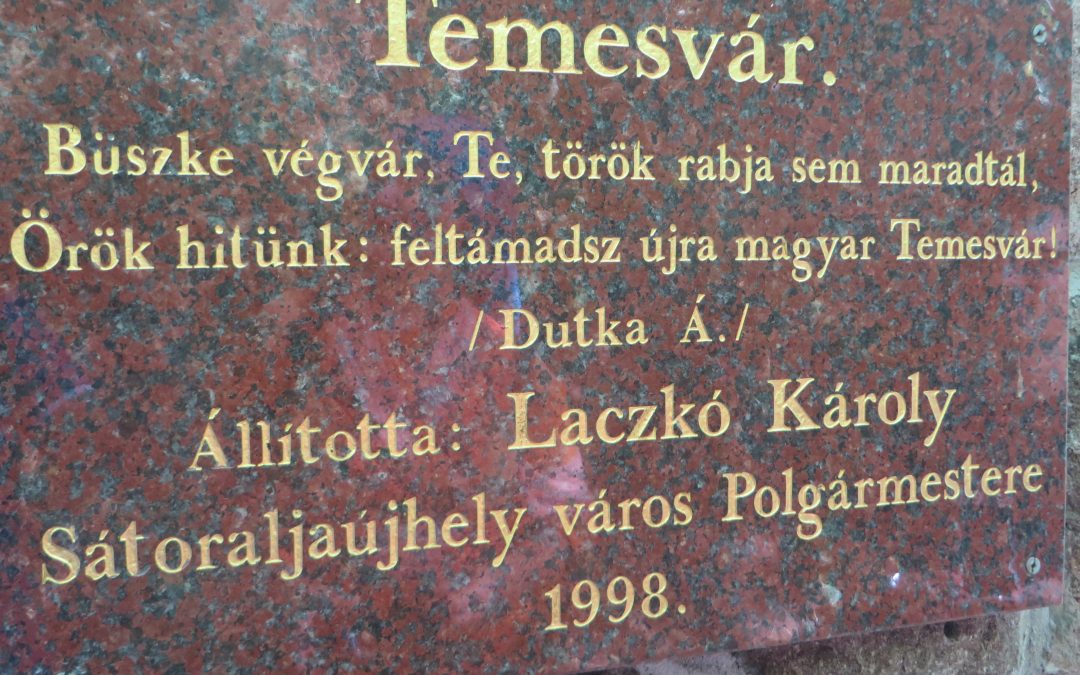 Temesvár.
Büszke végvár, Te, török rabja sem maradtál,
Örök hitünk: feltámadsz újra magyar Temesvár!
/Dutka Á./
Állította: Laczkó Károly
Sátoraljaújhely város Polgármestere
1998.